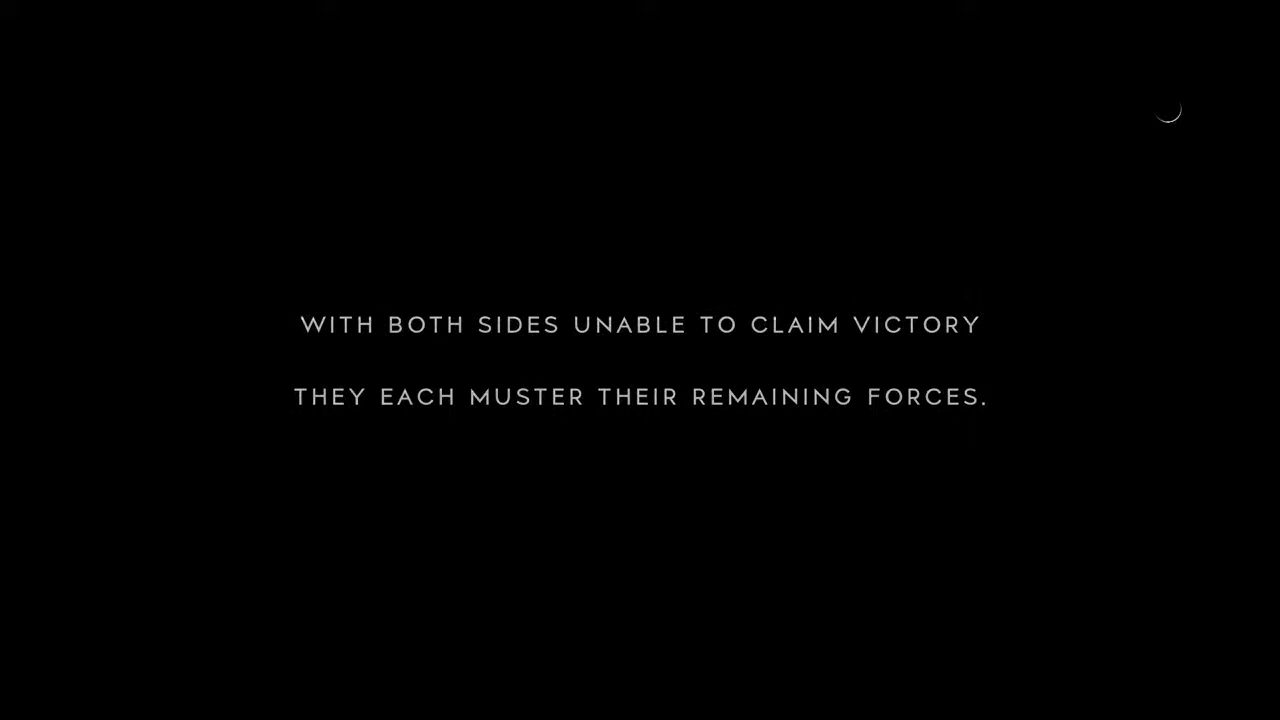 WITH BOTH SIDES UNABLE TO CLAIM VICTORY
THEY EACH MUSTER THEIR REMAINING FORCES.